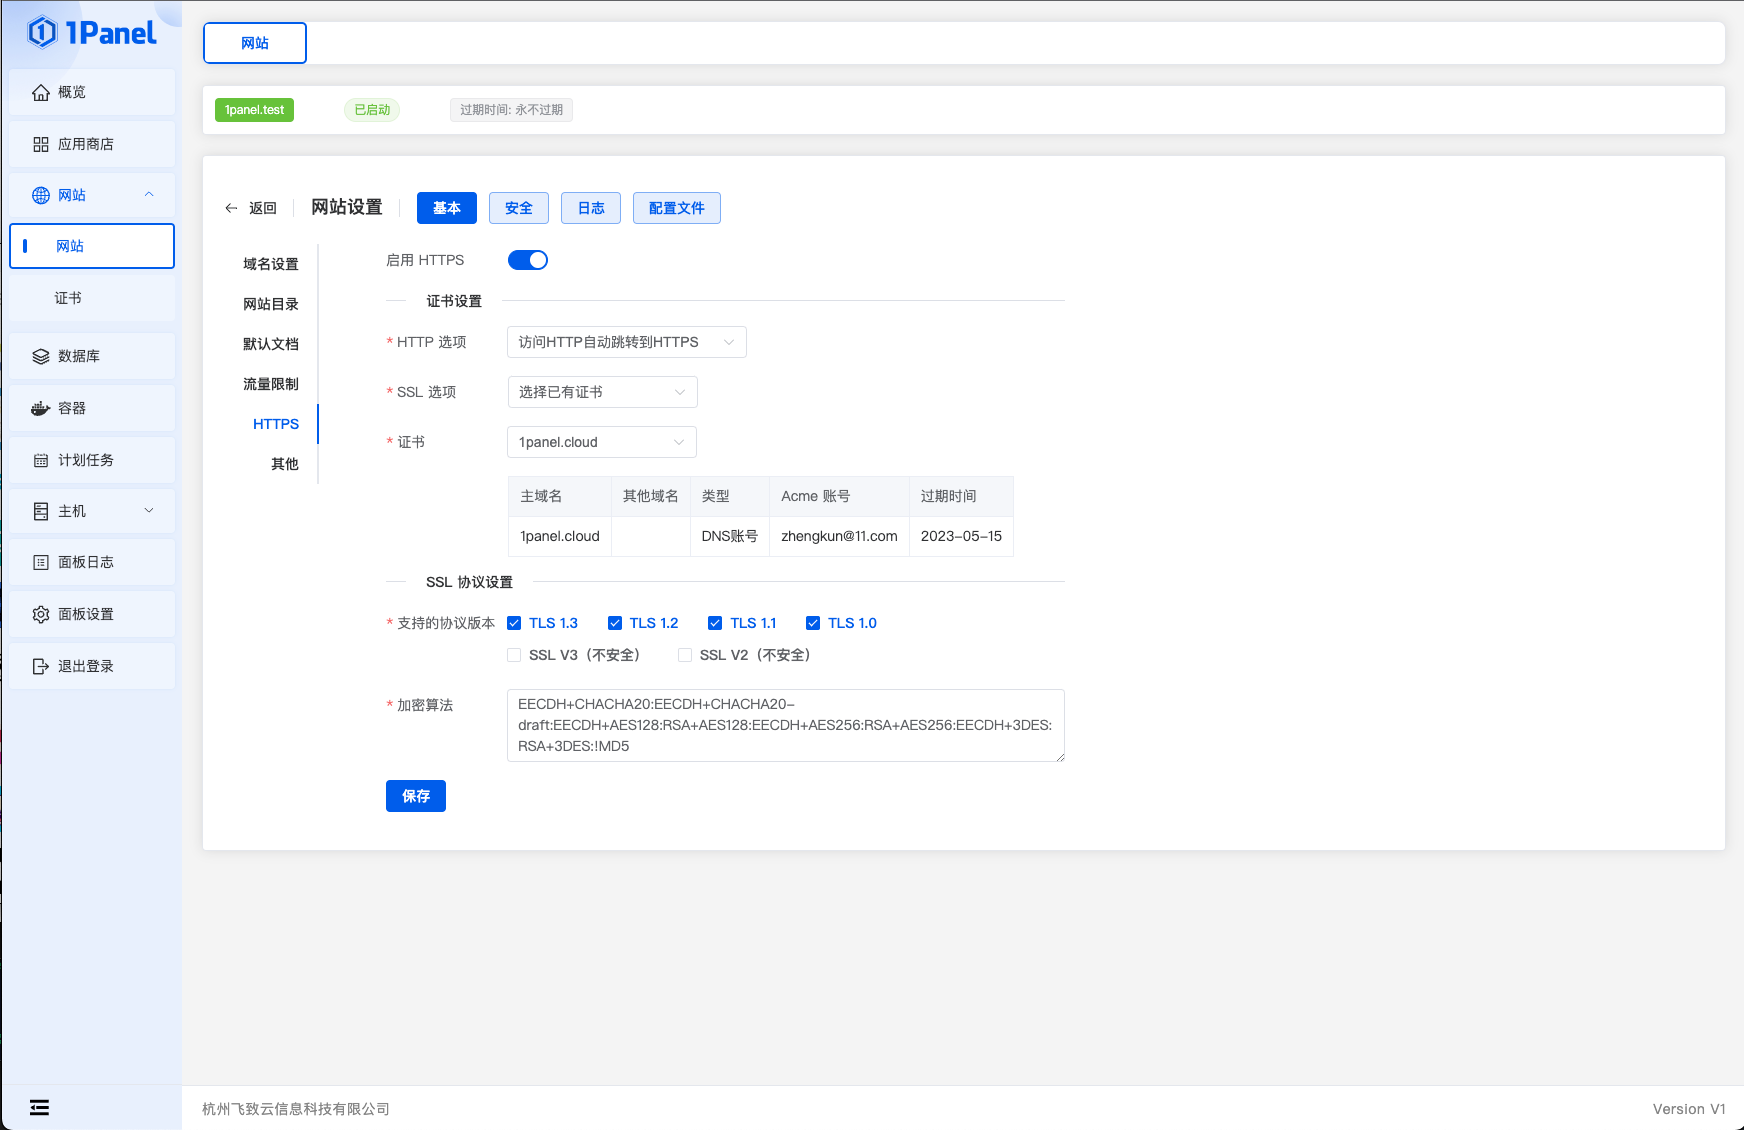 1Panel
概览
应用商店
网站
网站
证书
数据库
容器
计划任务
主机
面板日志
面板设置
退出登录
网站
1panel.test
已启动
过期时间: 永不过期
返回
网站设置
基本
安全
日志
配置文件
域名设置
网站目录
默认文档
流量限制
HTTPS
其他
启用 HTTPS
证书设置
* HTTP 选项
访问HTTP自动跳转到HTTPS
* SSL 选项
选择已有证书
* 证书
1panel.cloud
主域名 其他域名 类型 Acme 账号 过期时间
1panel.cloud DNS账号 zhengkun@11.com 2023-05-15
SSL 协议设置
* 支持的协议版本 TLS 1.3 TLS 1.2 TLS 1.1 TLS 1.0
SSL V3（不安全） SSL V2（不安全）
* 加密算法
EECDH+CHACHA20:EECDH+CHACHA20-
draft:EECDH+AES128:RSA+AES128:EECDH+AES256:RSA+AES256:EECDH+3DES:
RSA+3DES:!MD5
保存
杭州飞致云信息科技有限公司
Version V1